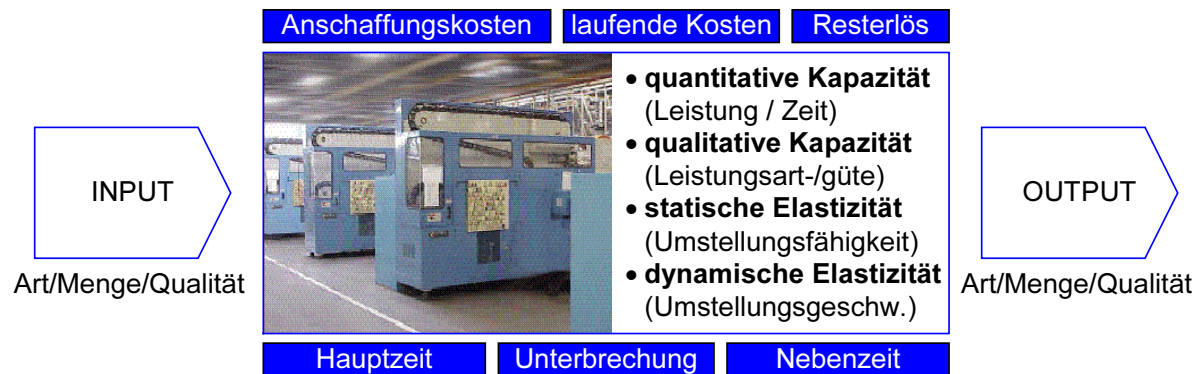 Anschaffungskosten
laufende Kosten
Resterlös
INPUT
Art/Menge/Qualität
• quantitative Kapazität
(Leistung / Zeit)
• qualitative Kapazität
(Leistungsart-/güte)
• statische Elastizität
(Umstellungsfähigkeit)
• dynamische Elastizität
(Umstellungsgeschw.)
OUTPUT
Art/Menge/Qualität
Hauptzeit
Unterbrechung
Nebenzeit